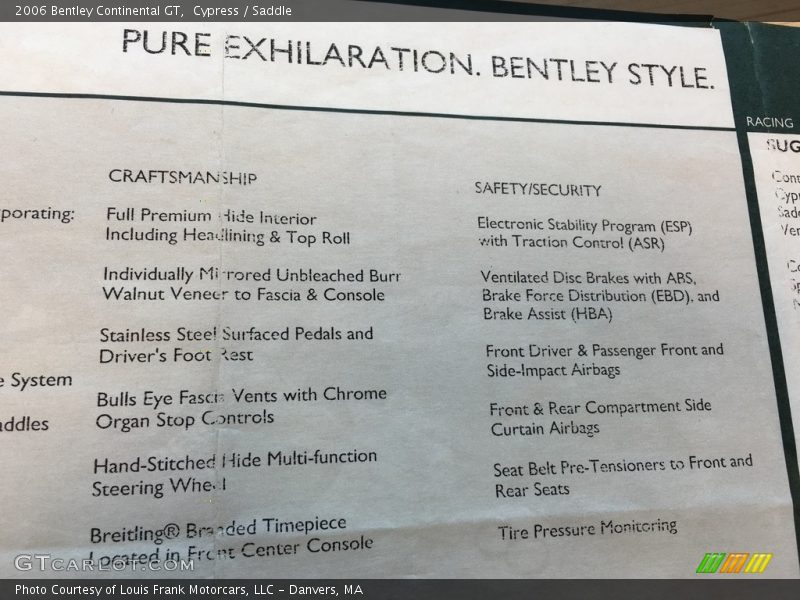 2006 Bentley Continental GT, Cypress / Saddle
PURE EXHILARATION. BENTLEY STYLE.
RACING
SUG
porating:
e System
addles
CRAFTSMANSHIP
Full Premium Hide Interior
Including Headlining & Top Roll
Individually Mirrored Unbleached Burr
Walnut Veneer to Fascia & Console
Stainless Steel Surfaced Pedals and
Driver's Foot Rest
Bulls Eye Fascia Vents with Chrome
Organ Stop Controls
Hand-Stitched Hide Multi-function
Steering Wheel
Breitling® Branded Timepiece
Located in Front Center Console
SAFETY/SECURITY
Electronic Stability Program (ESP)
with Traction Control (ASR)
Ventilated Disc Brakes with ABS,
Brake Force Distribution (EBD), and
Brake Assist (HBA)
Front Driver & Passenger Front and
Side-Impact Airbags
Front & Rear Compartment Side
Curtain Airbags
Seat Belt Pre-Tensioners to Front and
Rear Seats
Tire Pressure Monitoring
Cont
Cypr
Sadd
GTCARLOT.COM
Photo Courtesy of Louis Frank Motorcars, LLC - Danvers, MA